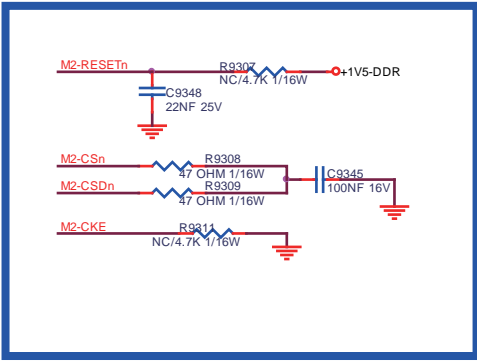 M2-RESETn R9307 +1V5-DDR
NC/4.7K 1/16W
C9348
22NF 25V
M2-CSn R9308
47 OHM 1/16W C9345
M2-CSDn R9309 100NF 16V
47 OHM 1/16W
M2-CKE R9311
NC/4.7K 1/16W